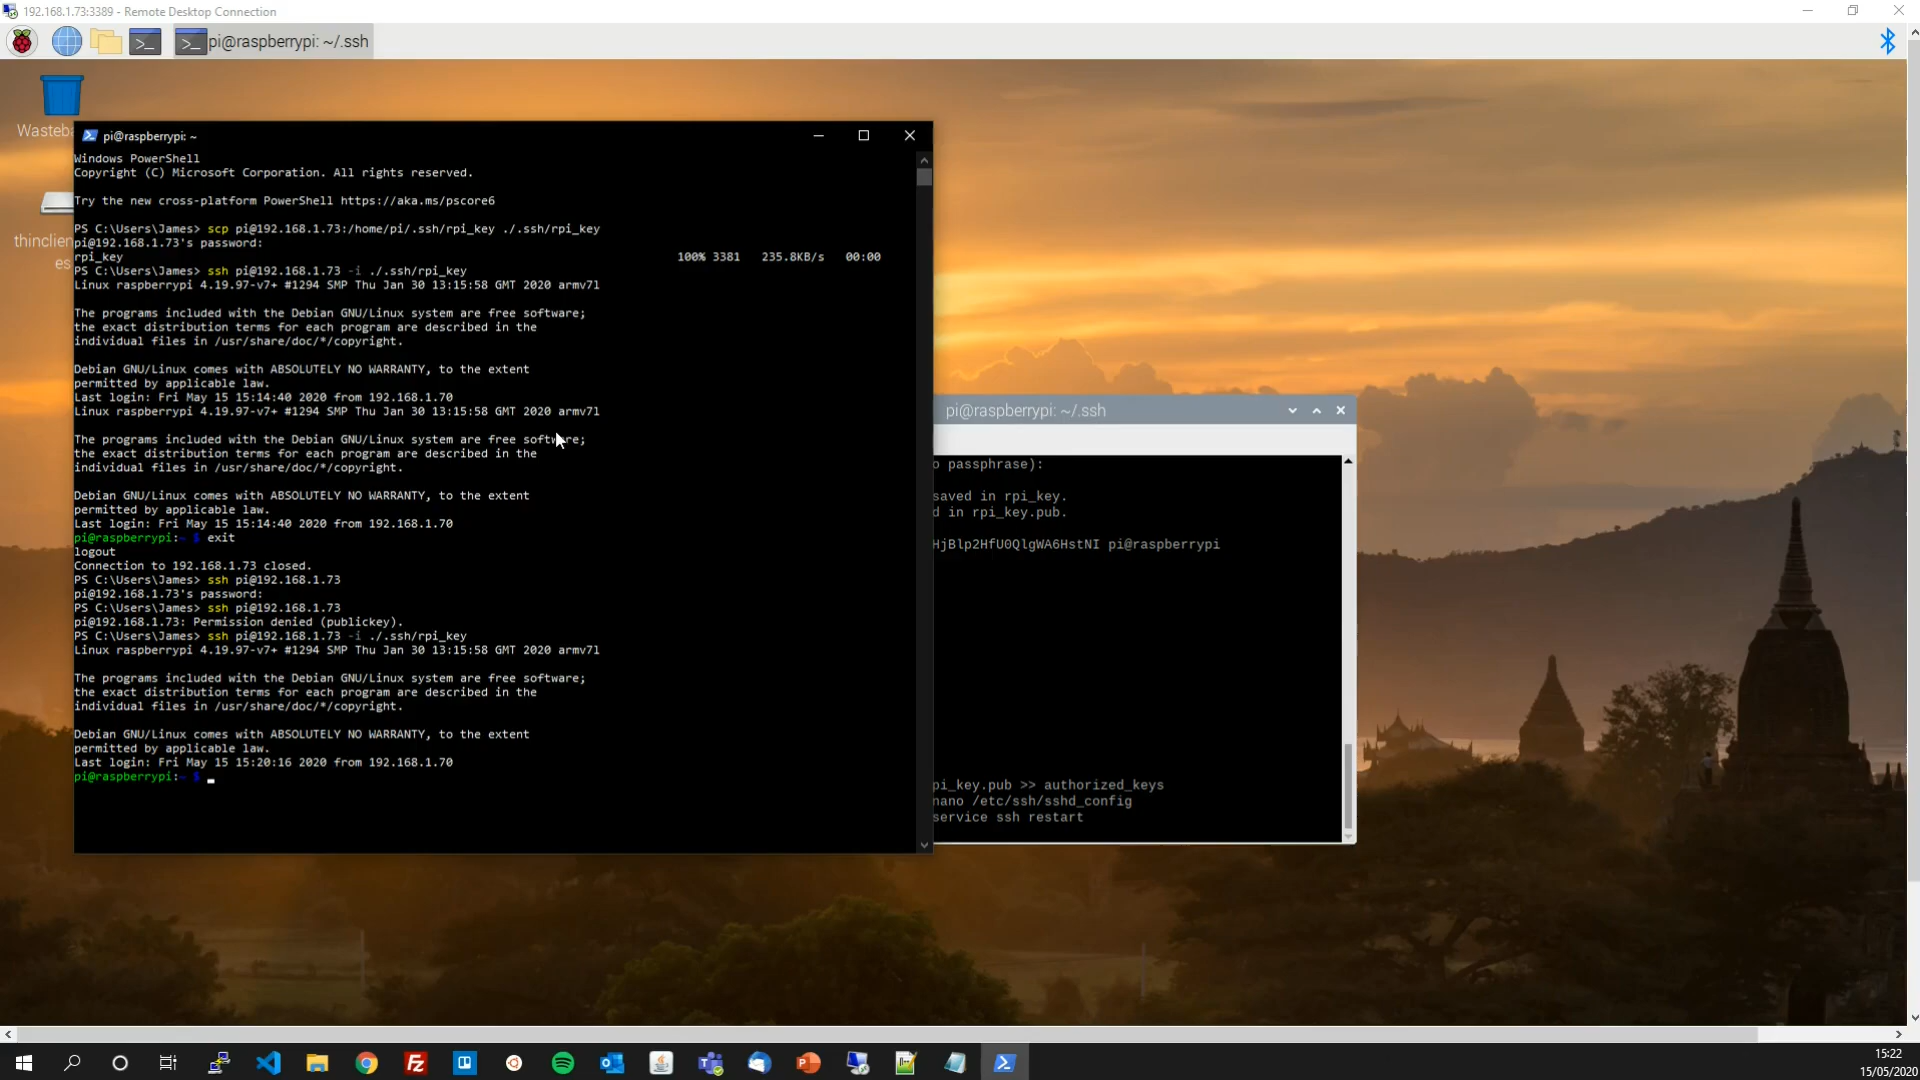 192.168.1.73:3389 - Remote Desktop Connection
pi@raspberrypi: ~/.ssh
Wasteba
thinclien
es
pi@raspberrypi: ~
Windows PowerShell
Copyright (C) Microsoft Corporation. All rights reserved.
Try the new cross-platform PowerShell https://aka.ms/pscore6
PS C:\Users\James> scp pi@192.168.1.73:/home/pi/.ssh/rpi_key ./.ssh/rpi_key
pi@192.168.1.73's password:
rpi_key 100% 3381 235.8KB/s 00:00
PS C:\Users\James> ssh pi@192.168.1.73 -i ./.ssh/rpi_key
Linux raspberrypi 4.19.97-v7+ #1294 SMP Thu Jan 30 13:15:58 GMT 2020 armv7l
The programs included with the Debian GNU/Linux system are free software;
the exact distribution terms for each program are described in the
individual files in /usr/share/doc/*/copyright.
Debian GNU/Linux comes with ABSOLUTELY NO WARRANTY, to the extent
permitted by applicable law.
Last login: Fri May 15 15:14:40 2020 from 192.168.1.70
Linux raspberrypi 4.19.97-v7+ #1294 SMP Thu Jan 30 13:15:58 GMT 2020 armv7l
The programs included with the Debian GNU/Linux system are free software;
the exact distribution terms for each program are described in the
individual files in /usr/share/doc/*/copyright.
Debian GNU/Linux comes with ABSOLUTELY NO WARRANTY, to the extent
permitted by applicable law.
Last login: Fri May 15 15:14:40 2020 from 192.168.1.70
pi@raspberrypi:~ $ exit
logout
Connection to 192.168.1.73 closed.
PS C:\Users\James> ssh pi@192.168.1.73
pi@192.168.1.73's password:
PS C:\Users\James> ssh pi@192.168.1.73
pi@192.168.1.73: Permission denied (publickey).
PS C:\Users\James> ssh pi@192.168.1.73 -i ./.ssh/rpi_key
Linux raspberrypi 4.19.97-v7+ #1294 SMP Thu Jan 30 13:15:58 GMT 2020 armv7l
The programs included with the Debian GNU/Linux system are free software;
the exact distribution terms for each program are described in the
individual files in /usr/share/doc/*/copyright.
Debian GNU/Linux comes with ABSOLUTELY NO WARRANTY, to the extent
permitted by applicable law.
Last login: Fri May 15 15:20:16 2020 from 192.168.1.70
pi@raspberrypi:~ $
pi@raspberrypi: ~/.ssh
o passphrase):
saved in rpi_key.
d in rpi_key.pub.
HjBlp2HfU0QlgWA6HstNI pi@raspberrypi
pi_key.pub >> authorized_keys
nano /etc/ssh/sshd_config
service ssh restart
15:22
15/05/2020